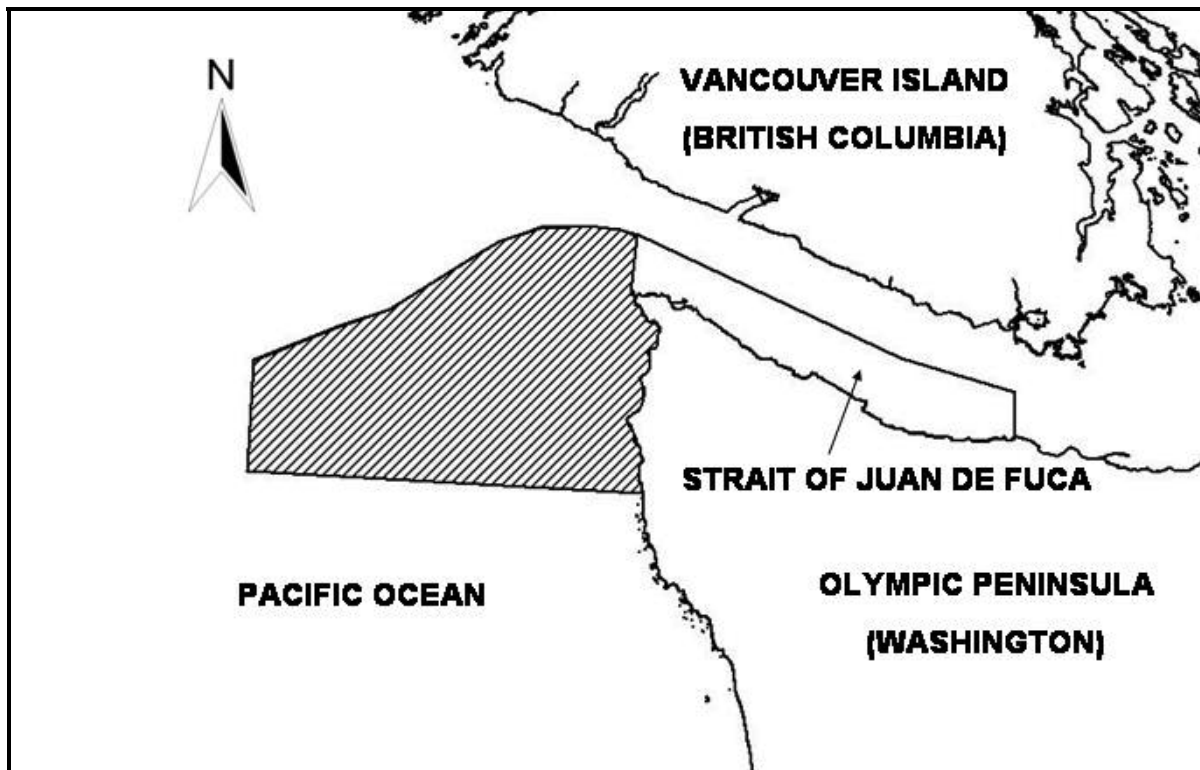 N
VANCOUVER ISLAND
(BRITISH COLUMBIA)
STRAIT OF JUAN DE FUCA
PACIFIC OCEAN
OLYMPIC PENINSULA
(WASHINGTON)